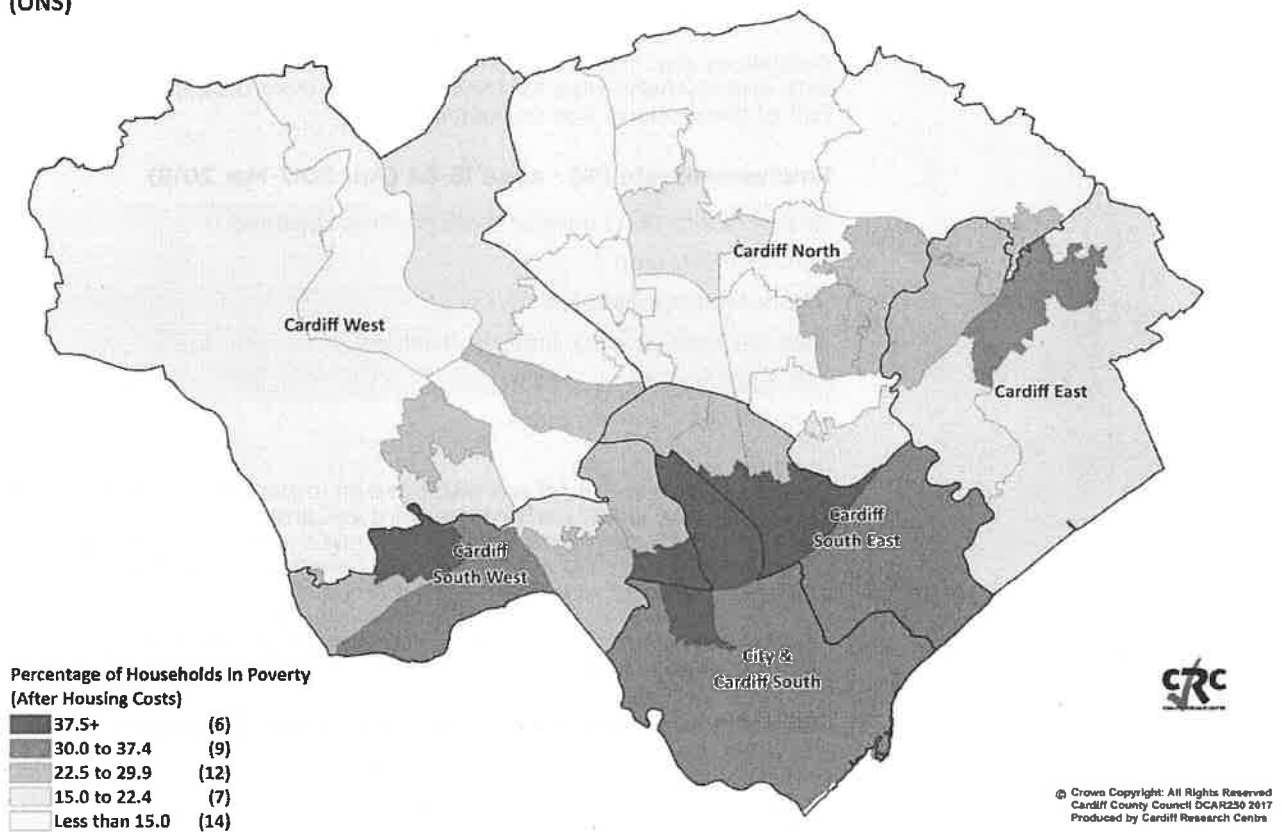 (ONS)
Cardiff North
Cardiff West
Cardiff East
Cardiff
South East
Cardiff
South West
City &
Cardiff South
Percentage of Households in Poverty
(After Housing Costs)
37.5+ (6)
30.0 to 37.4 (9)
22.5 to 29.9 (12)
15.0 to 22.4 (7)
Less than 15.0 (14)
CRC
© Crown Copyright: All Rights Reserved
Cardiff County Council DCAR250 2017
Produced by Cardiff Research Centre